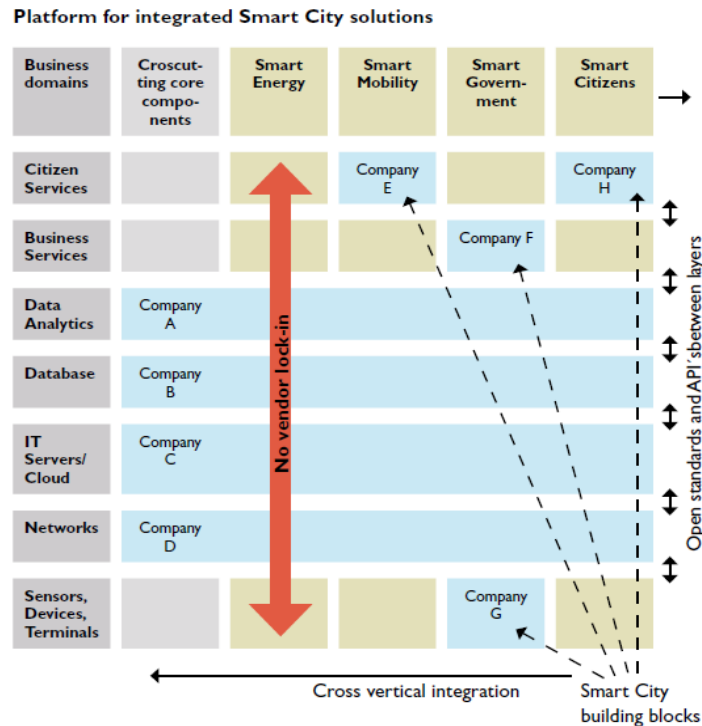 Platform for integrated Smart City solutions
Business
domains
Croscut-
ting core
compo-
nents
Smart
Energy
Smart
Mobility
Smart
Govern-
ment
Smart
Citizens
Citizen
Services
Company
E
Company
H
Business
Services
Company F
Data
Analytics
Company
A
Database
Company
B
IT
Servers/
Cloud
Company
C
Networks
Company
D
Sensors,
Devices,
Terminals
Company
G
No vendor lock-in
Open standards and API´sbetween layers
Cross vertical integration
Smart City
building blocks